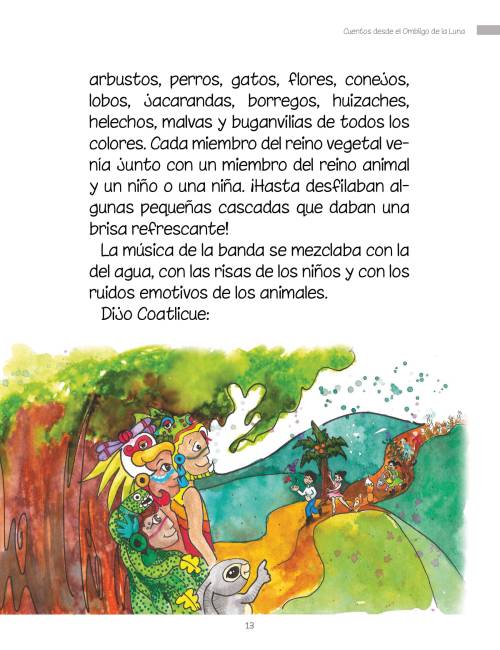 Cuentos desde el Ombligo de la Luna
arbustos, perros, gatos, flores, conejos,
lobos, jacarandas, borregos, huizaches,
helechos, malvas y buganvilias de todos los
colores. Cada miembro del reino vegetal ve-
nía junto con un miembro del reino animal
y un niño o una niña. ¡Hasta desfilaban al-
gunas pequeñas cascadas que daban una
brisa refrescante!
La música de la banda se mezclaba con la
del agua, con las risas de los niños y con los
ruidos emotivos de los animales.
Dijo Coatlicue:
13